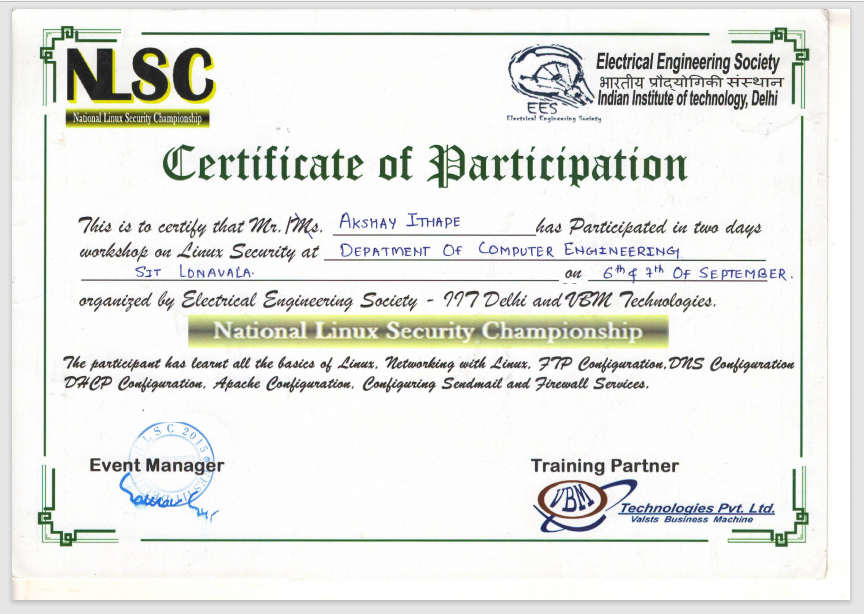 NLSC
National Linux Security Championship
EES
Electrical Engineering Society
Electrical Engineering Society
भारतीय प्रौद्योगिकी संस्थान
Indian Institute of technology, Delhi
Certificate of Participation
This is to certify that Mr./Ms. AKSHAY ITHAPE has Participated in two days
workshop on Linux Security at DEPATMENT OF COMPUTER ENGINEERING
SIT LONAVALA. on 6th & 7th OF SEPTEMBER.
organized by Electrical Engineering Society - IIT Delhi and VBM Technologies.
National Linux Security Championship
The participant has learnt all the basics of Linux, Networking with Linux, FTP Configuration,DNS Configuration
DHCP Configuration, Apache Configuration, Configuring Sendmail and Firewall Services.
LSC 2015
Event Manager
Training Partner
VBM
Technologies Pvt. Ltd.
Valsts Business Machine